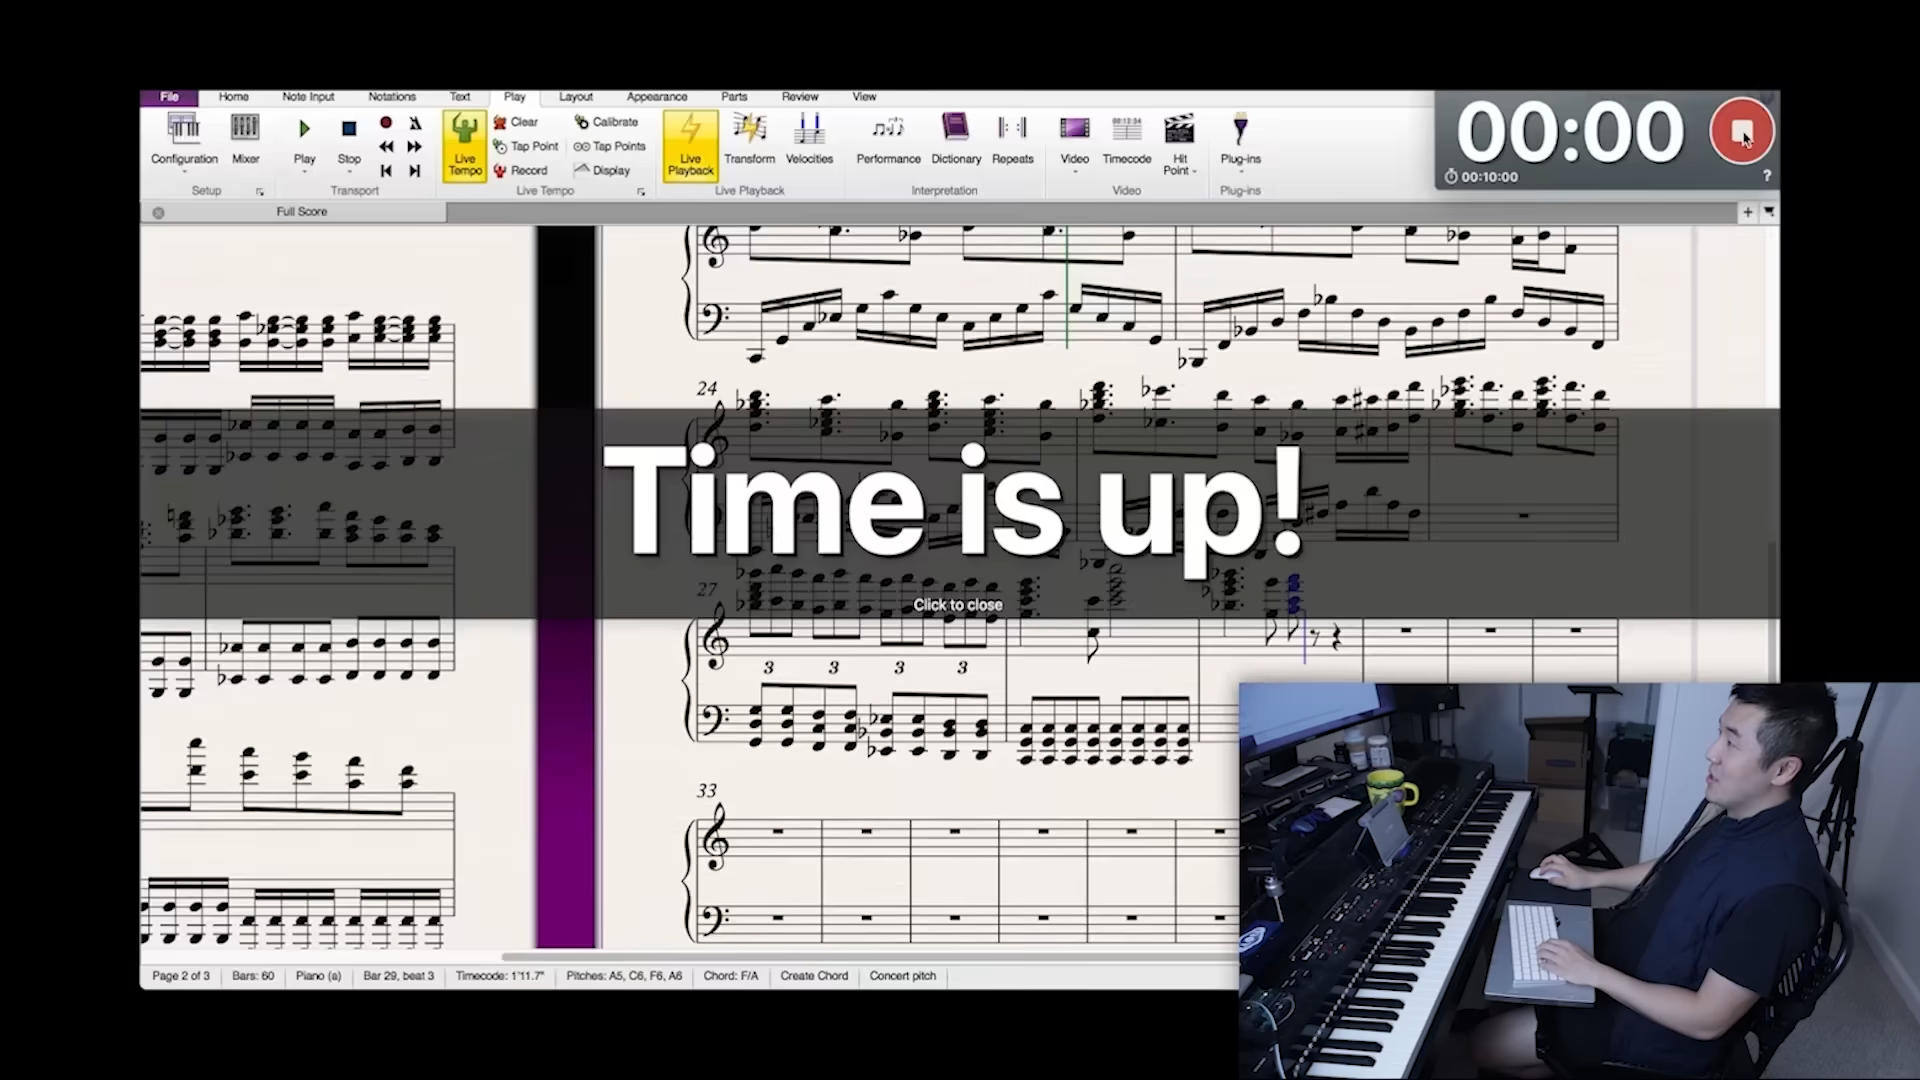 File Home Note Input Notations Text Play Layout Appearance Parts Review View
00:00
00:10:00 ?
Configuration Mixer Play Stop
Live Tempo
Clear
Tap Point
Record
Calibrate
Tap Points
Display
Live Playback
Transform Velocities Performance Dictionary Repeats Video Timecode Hit Point Plug-ins
Setup Transport Live Tempo Live Playback Interpretation Video Plug-ins
Full Score
24
Time is up!
Click to close
27
3 3 3 3
33
Page 2 of 3 Bars: 60 Piano (a) Bar 29, beat 3 Timecode: 1'11.7" Pitches: A5, C6, F6, A6 Chord: F/A Create Chord Concert pitch